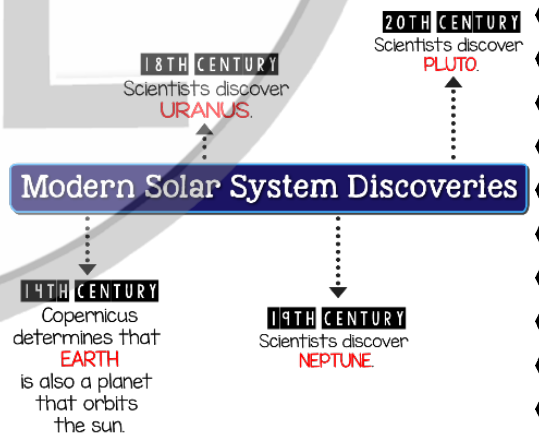 20TH CENTURY
Scientists discover
PLUTO.
18TH CENTURY
Scientists discover
URANUS.
Modern Solar System Discoveries
14TH CENTURY
Copernicus
determines that
EARTH
is also a planet
that orbits
the sun.
19TH CENTURY
Scientists discover
NEPTUNE.